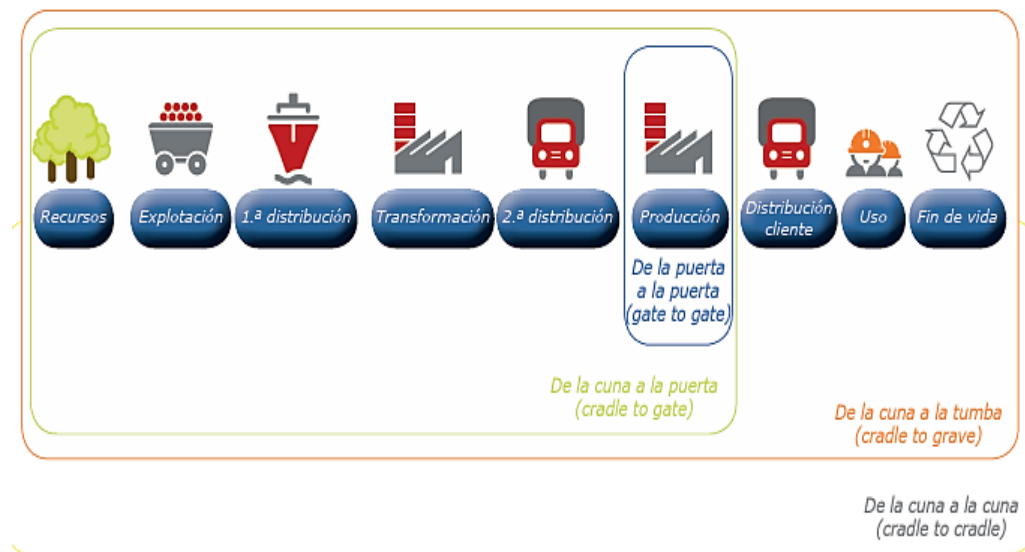 Recursos
Explotación
1.ª distribución
Transformación
2.ª distribución
Producción
Distribución
cliente
Uso
Fin de vida
De la puerta
a la puerta
(gate to gate)
De la cuna a la puerta
(cradle to gate)
De la cuna a la tumba
(cradle to grave)
De la cuna a la cuna
(cradle to cradle)